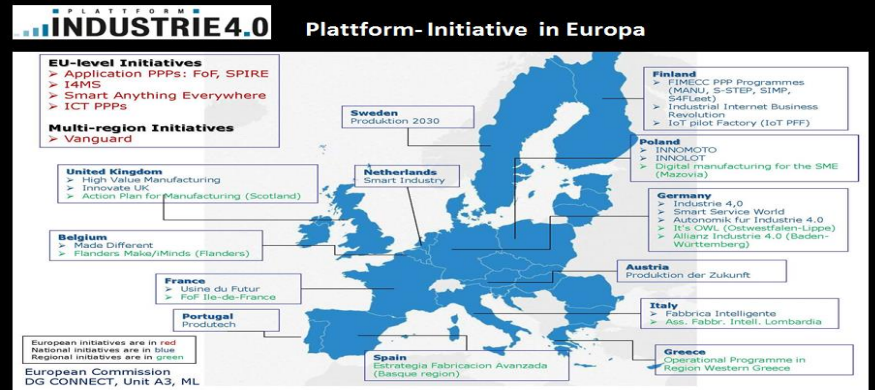 PLATTFORM
INDUSTRIE4.0
Plattform-Initiative in Europa
EU-level Initiatives
Application PPPs: FoF, SPIRE
I4MS
Smart Anything Everywhere
ICT PPPs
Multi-region Initiatives
Vanguard
Sweden
Produktion 2030
Finland
FIMECC PPP Programmes
(MANU, S-STEP, SIMP,
S4FLeet)
Industrial Internet Business
Revolution
IoT pilot Factory (IoT PFF)
Poland
INNOMOTO
INNOLOT
Digital manufacturing for the SME
(Mazovia)
United Kingdom
High Value Manufacturing
Innovate UK
Action Plan for Manufacturing (Scotland)
Netherlands
Smart Industry
Germany
Industrie 4,0
Smart Service World
Autonomik fur Industrie 4.0
It's OWL (Ostwestfalen-Lippe)
Allianz Industrie 4.0 (Baden-
Württemberg)
Belgium
Made Different
Flanders Make/iMinds (Flanders)
Austria
Produktion der Zukunft
France
Usine du Futur
FoF Ile-de-France
Italy
Fabbrica Intelligente
Ass. Fabbr. Intell. Lombardia
Portugal
Produtech
Spain
Estrategia Fabricacion Avanzada
(Basque region)
Greece
Operational Programme in
Region Western Greece
European initiatives are in red
National initiatives are in blue
Regional initiatives are in green
European Commission
DG CONNECT, Unit A3, ML